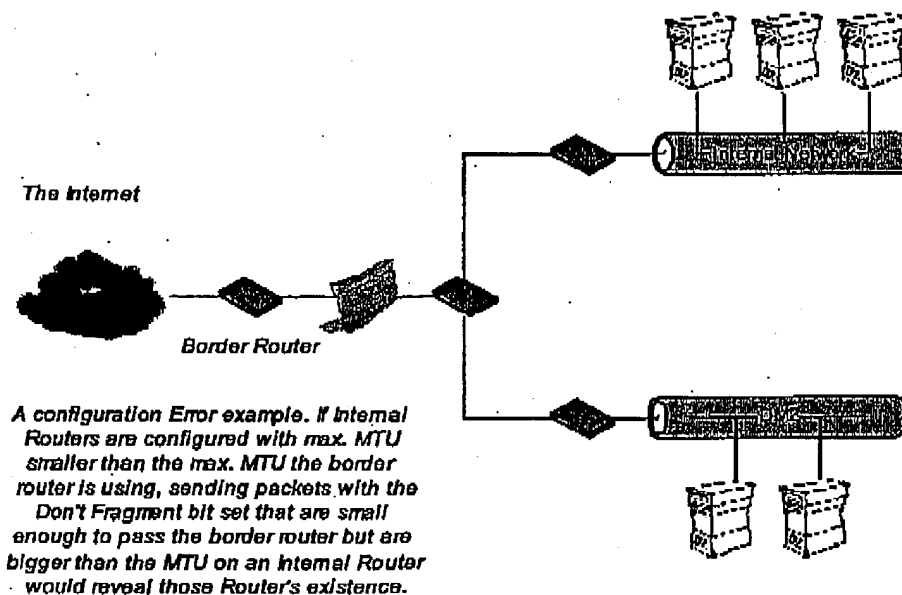 The Internet
Internal Network
Border Router
A configuration Error example. If Internal
Routers are configured with max. MTU
smaller than the max. MTU the border
router is using, sending packets with the
Don't Fragment bit set that are small
enough to pass the border router but are
bigger than the MTU on an Internal Router
would reveal those Router's existence.